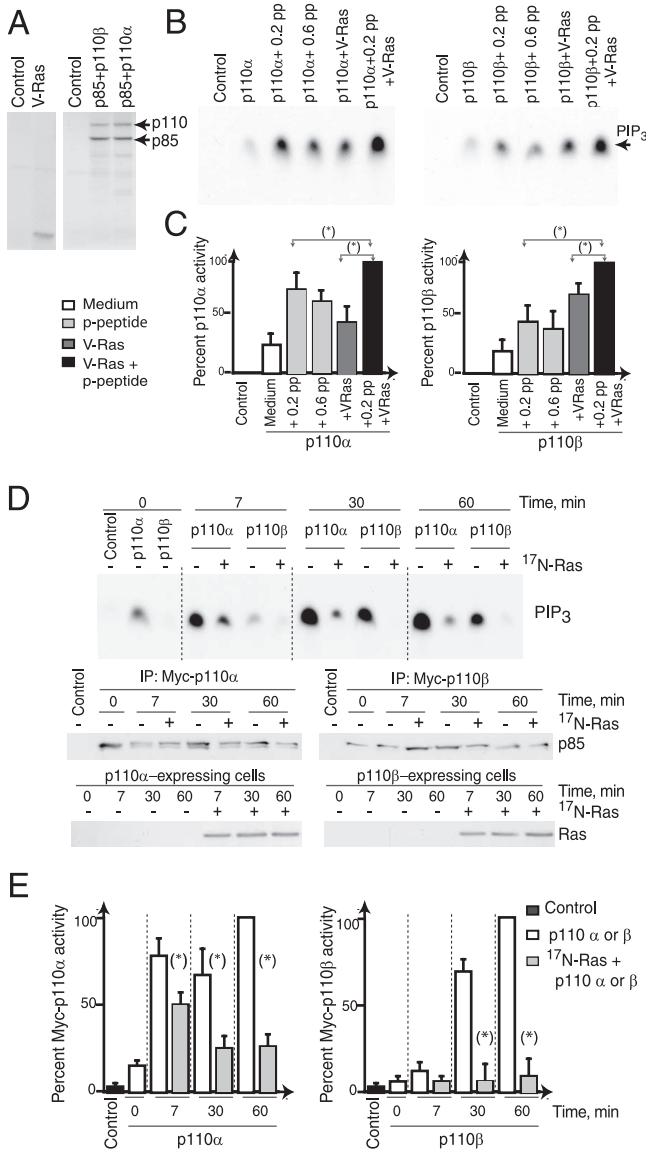 A
Control
V-Ras
Control
p85+p110β
p85+p110α
p110
p85
B
Control
p110α
p110α+ 0.2 pp
p110α+ 0.6 pp
p110α+V-Ras
p110α+0.2 pp
+V-Ras
Control
p110β
p110β+ 0.2 pp
p110β+ 0.6 pp
p110β+V-Ras
p110β+0.2 pp
+V-Ras
PIP3
Medium
p-peptide
V-Ras
V-Ras +
p-peptide
C
Percent p110α activity
100
50
0
(*)
(*)
Control
Medium
+ 0.2 pp
+ 0.6 pp
+VRas
+0.2 pp
+VRas
p110α
Percent p110β activity
100
50
0
(*)
(*)
Control
Medium
+ 0.2 pp
+ 0.6 pp
+VRas
+0.2 pp
+VRas
p110β
D
0 7 30 60 Time, min
Control
p110α
p110β
p110α p110β p110α p110β p110α p110β
- - - - + - + - + - + - + - + 17N-Ras
PIP3
Control
IP: Myc-p110α
0 7 30 60
- - - + - + - +
Control
IP: Myc-p110β
0 7 30 60 Time, min
- - - + - + - + 17N-Ras
p85
p110α–expressing cells
0 7 30 60 7 30 60
- - - - + + +
p110β–expressing cells
0 7 30 60 7 30 60 Time, min
- - - - + + + 17N-Ras
Ras
E
Percent Myc-p110α activity
100
50
0
(*) (*) (*)
Control
0 7 30 60
p110α
Percent Myc-p110β activity
100
50
0
(*) (*)
Control
0 7 30 60 Time, min
p110β
Control
p110 α or β
17N-Ras +
p110 α or β